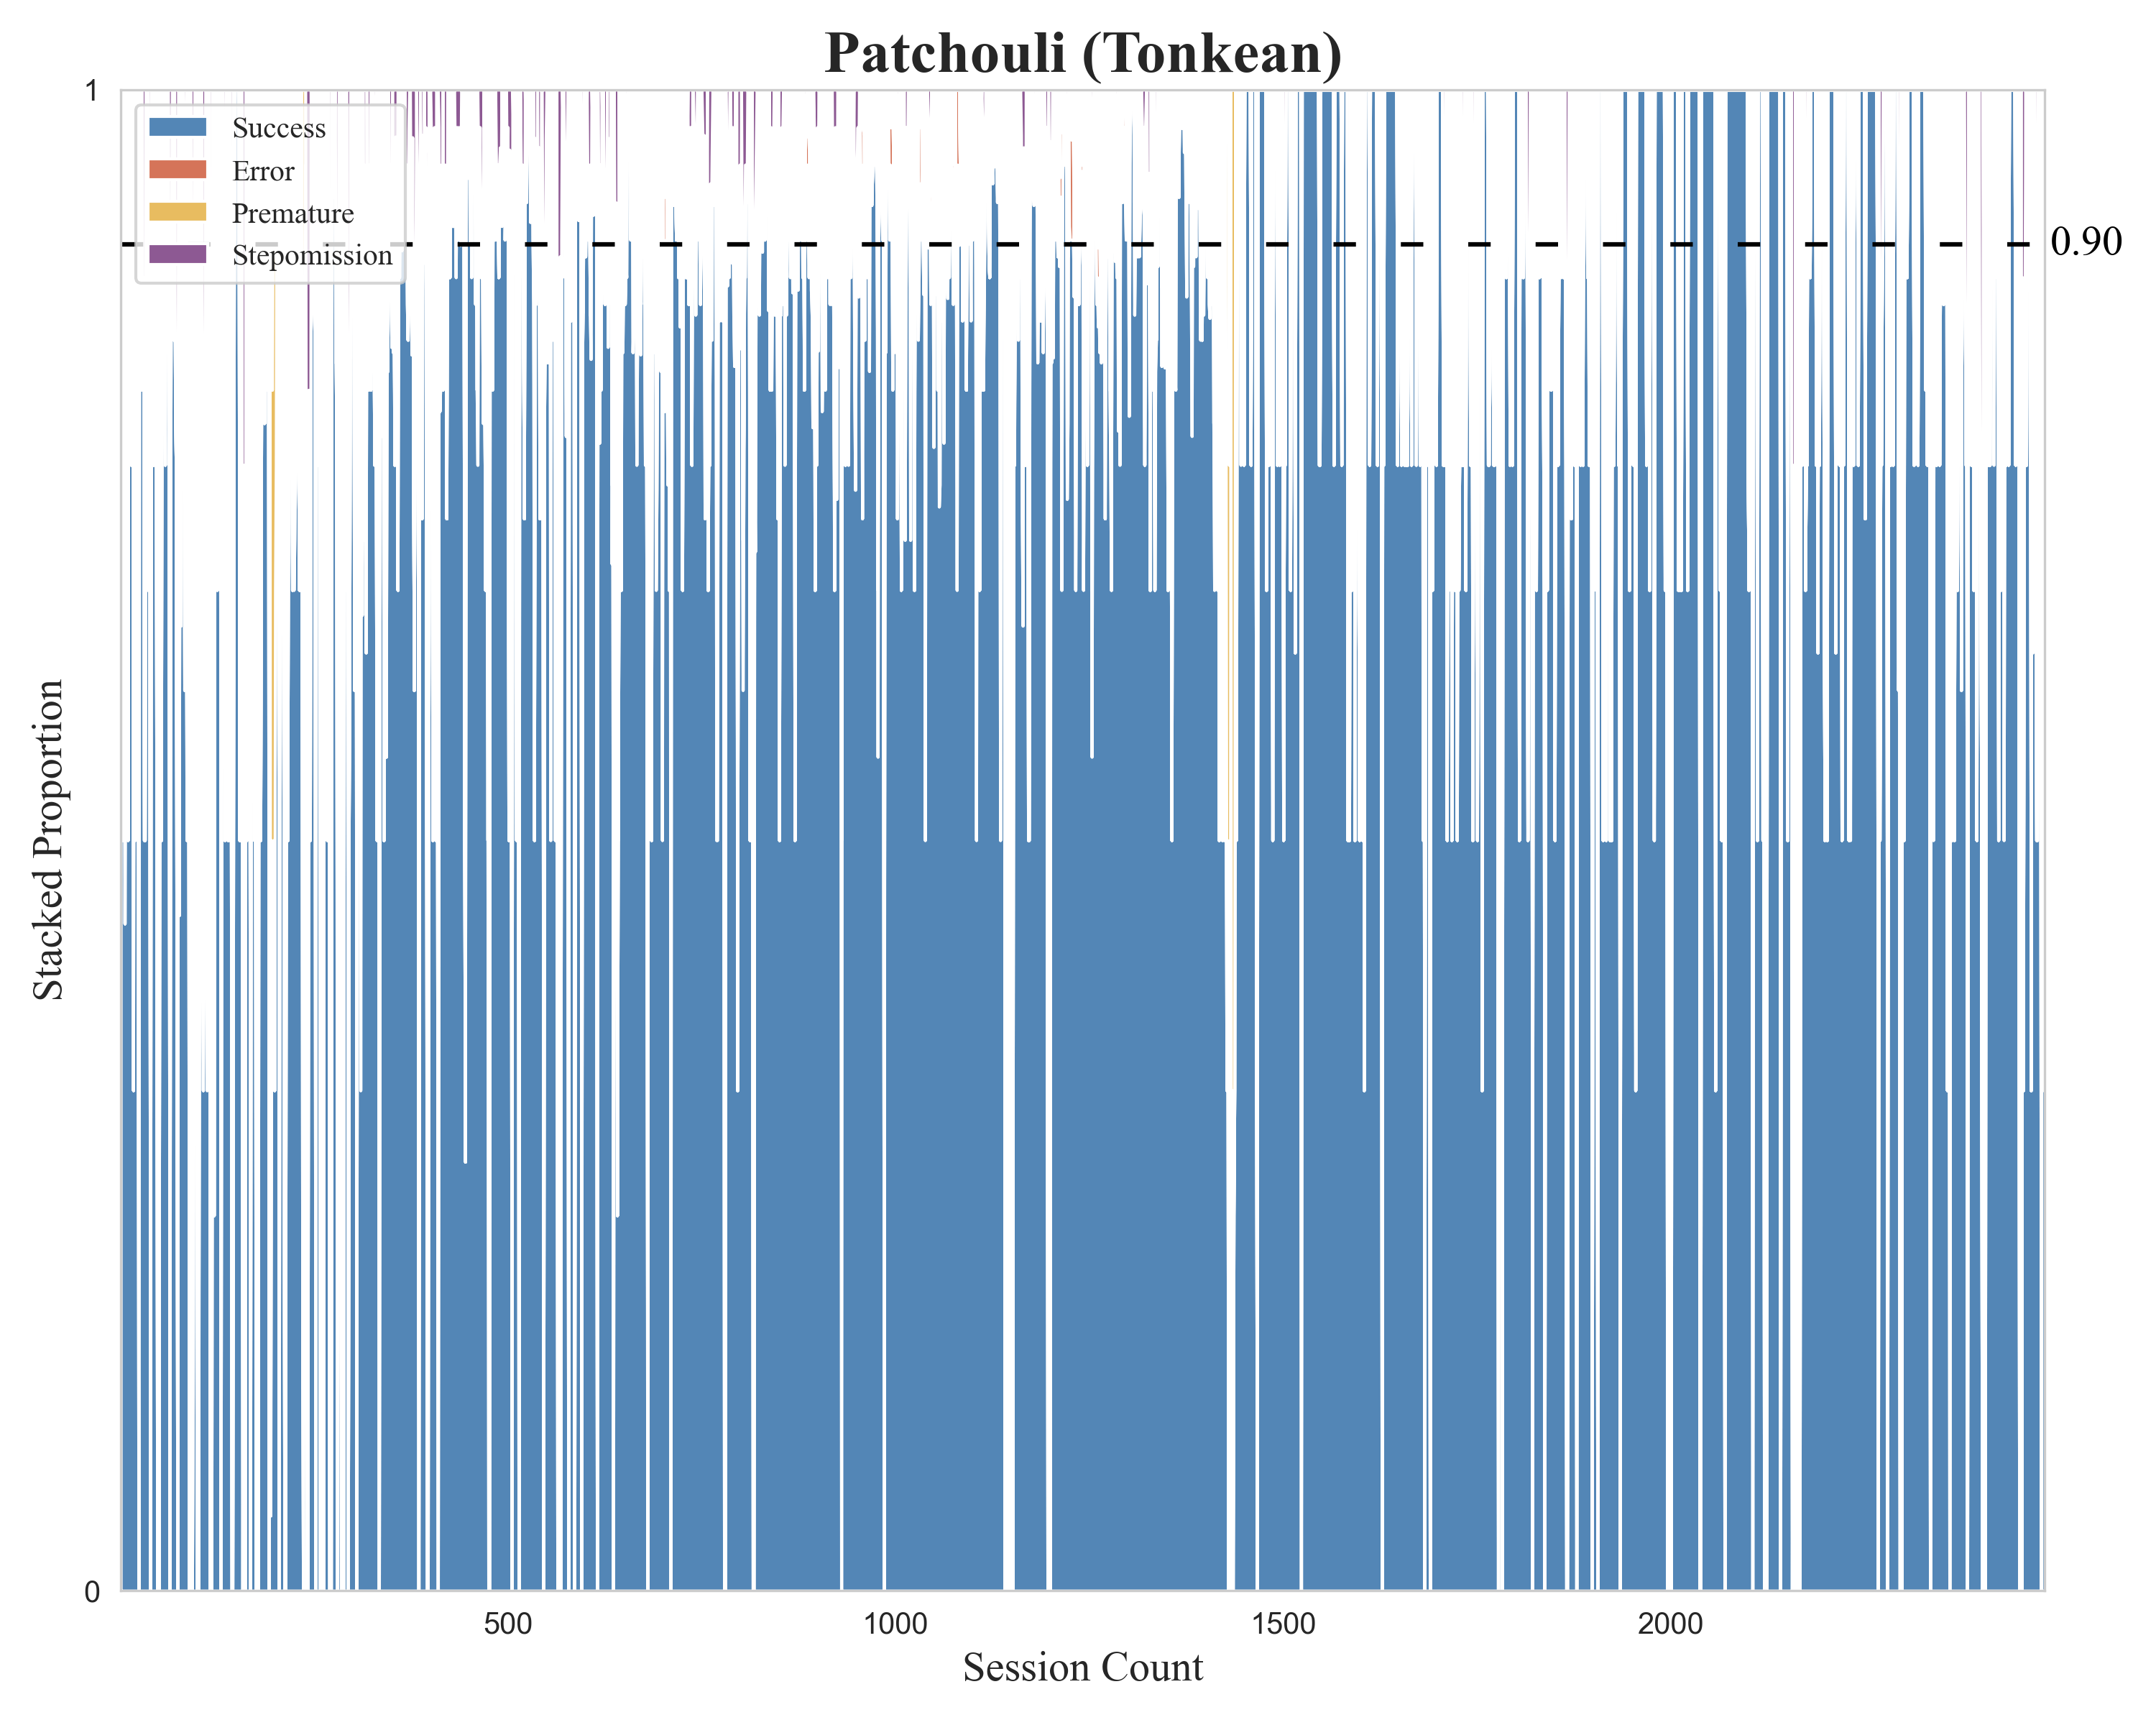 Patchouli (Tonkean)
1
Success
Error
Premature
Stepomission
0.90
Stacked Proportion
0
500
1000
1500
2000
Session Count